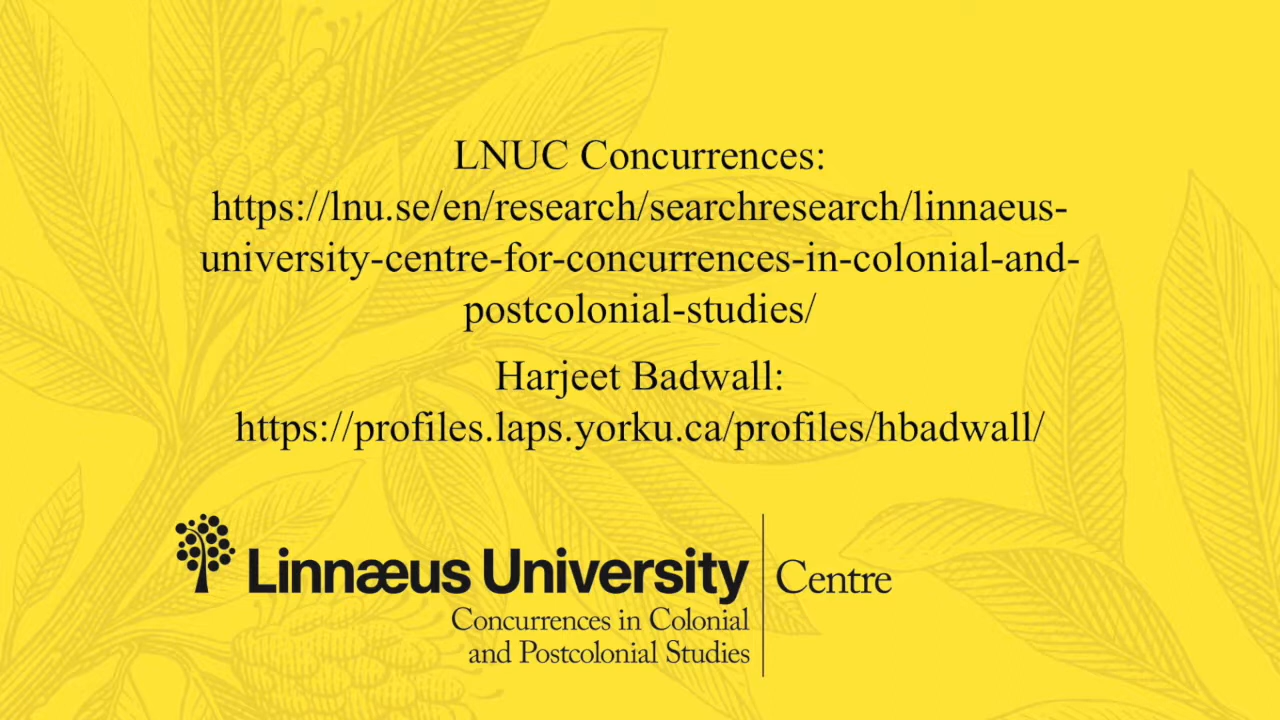 LNUC Concurrences:
https://lnu.se/en/research/searchresearch/linnaeus-
university-centre-for-concurrences-in-colonial-and-
postcolonial-studies/
Harjeet Badwall:
https://profiles.laps.yorku.ca/profiles/hbadwall/
Linnæus University Centre
Concurrences in Colonial
and Postcolonial Studies